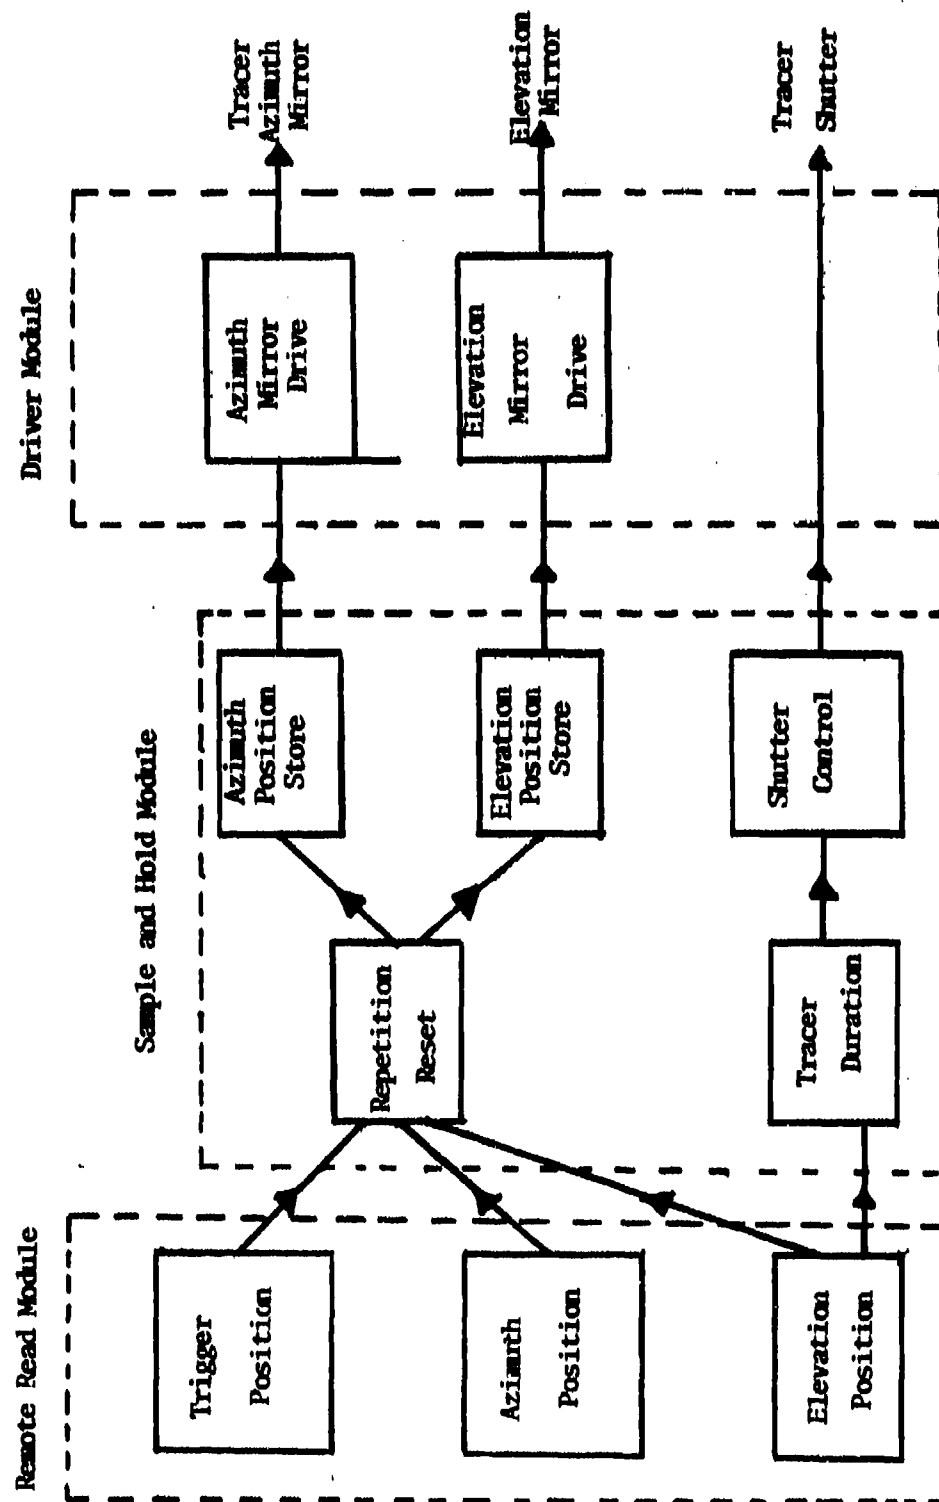 Remote Read Module
Trigger
Position
Azimuth
Position
Elevation
Position
Sample and Hold Module
Repetition
Reset
Tracer
Duration
Azimuth
Position
Store
Elevation
Position
Store
Shutter
Control
Driver Module
Azimuth
Mirror
Drive
Elevation
Mirror
Drive
Tracer
Azimuth
Mirror
Elevation
Mirror
Tracer
Shutter